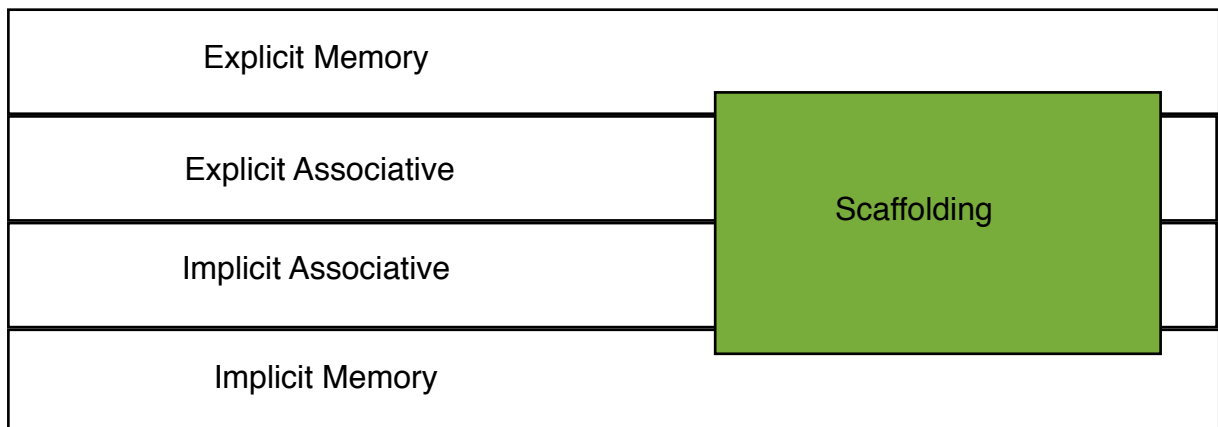 Explicit Memory
Explicit Associative
Scaffolding
Implicit Associative
Implicit Memory